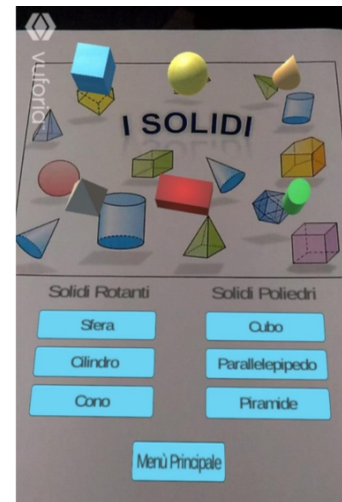 vuforia
I SOLIDI
Solidi Rotanti
Solidi Poliedri
Sfera
Cubo
Cilindro
Parallelepipedo
Cono
Piramide
Menù Principale